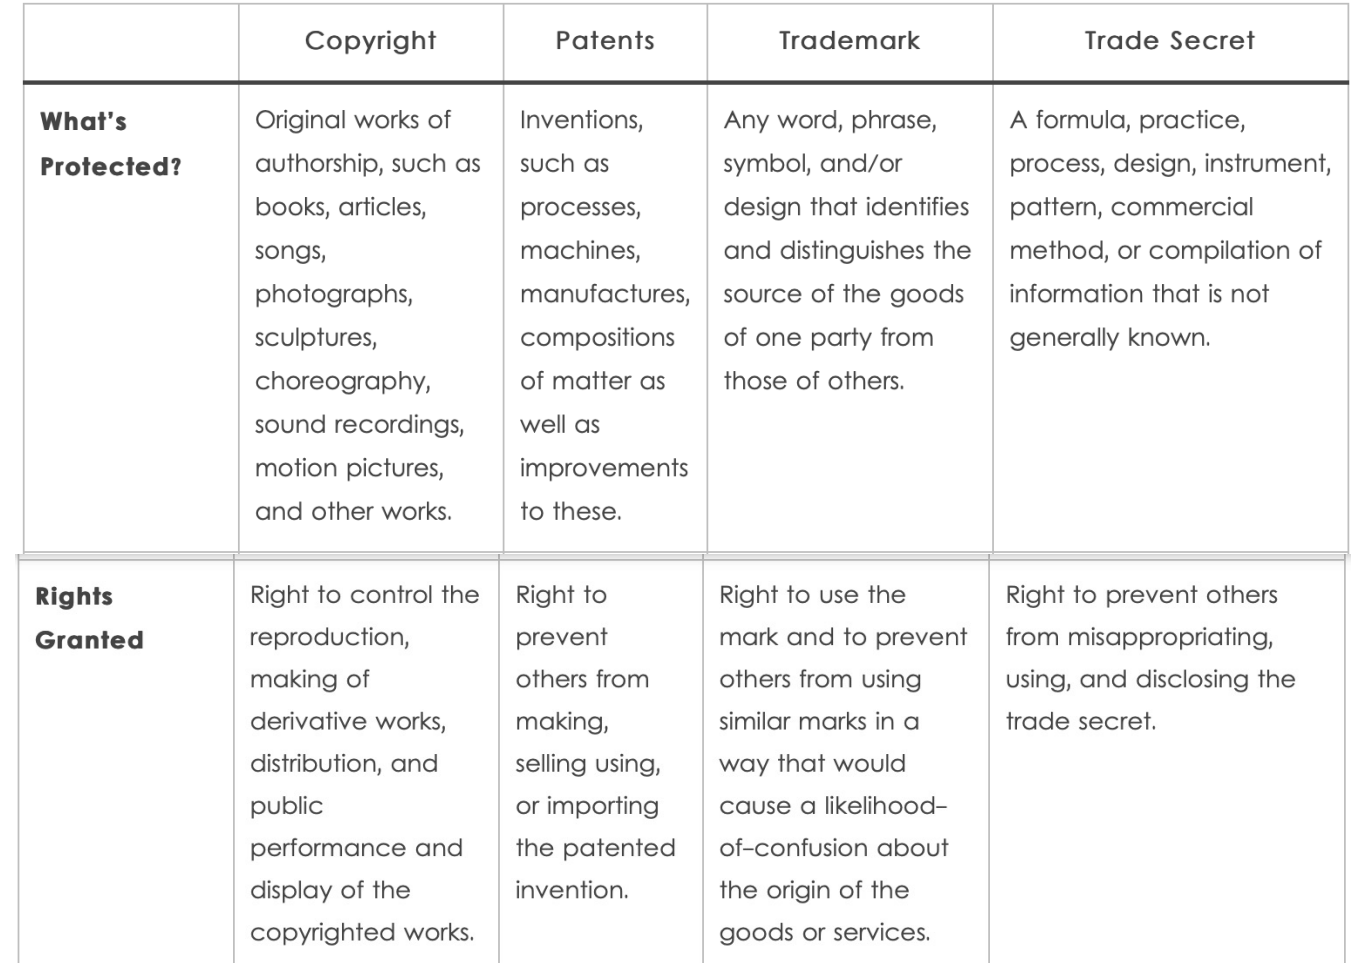 Copyright
Patents
Trademark
Trade Secret
What's
Protected?
Original works of
authorship, such as
books, articles,
songs,
photographs,
sculptures,
choreography,
sound recordings,
motion pictures,
and other works.
Inventions,
such as
processes,
machines,
manufactures,
compositions
of matter as
well as
improvements
to these.
Any word, phrase,
symbol, and/or
design that identifies
and distinguishes the
source of the goods
of one party from
those of others.
A formula, practice,
process, design, instrument,
pattern, commercial
method, or compilation of
information that is not
generally known.
Rights
Granted
Right to control the
reproduction,
making of
derivative works,
distribution, and
public
performance and
display of the
copyrighted works.
Right to
prevent
others from
making,
selling using,
or importing
the patented
invention.
Right to use the
mark and to prevent
others from using
similar marks in a
way that would
cause a likelihood-
of-confusion about
the origin of the
goods or services.
Right to prevent others
from misappropriating,
using, and disclosing the
trade secret.